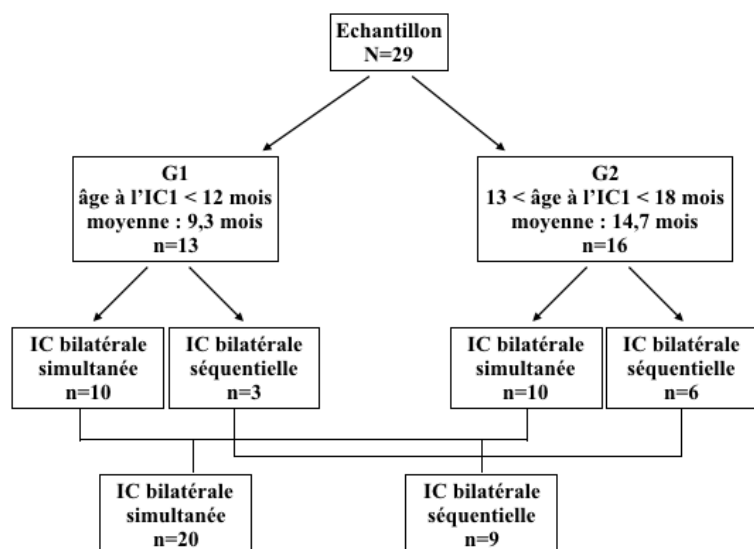 Echantillon
N=29
G1
âge à l’IC1 < 12 mois
moyenne : 9,3 mois
n=13
G2
13 < âge à l’IC1 < 18 mois
moyenne : 14,7 mois
n=16
IC bilatérale
simultanée
n=10
IC bilatérale
séquentielle
n=3
IC bilatérale
simultanée
n=10
IC bilatérale
séquentielle
n=6
IC bilatérale
simultanée
n=20
IC bilatérale
séquentielle
n=9